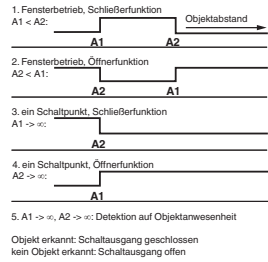 1. Fensterbetrieb, Schließerfunktion
A1 < A2:
Objektabstand
A1 A2
2. Fensterbetrieb, Öffnerfunktion
A2 < A1:
A2 A1
3. ein Schaltpunkt, Schließerfunktion
A1 -> ∞:
A2
4. ein Schaltpunkt, Öffnerfunktion
A2 -> ∞:
A1
5. A1 -> ∞, A2 -> ∞: Detektion auf Objektanwesenheit
Objekt erkannt: Schaltausgang geschlossen
kein Objekt erkannt: Schaltausgang offen